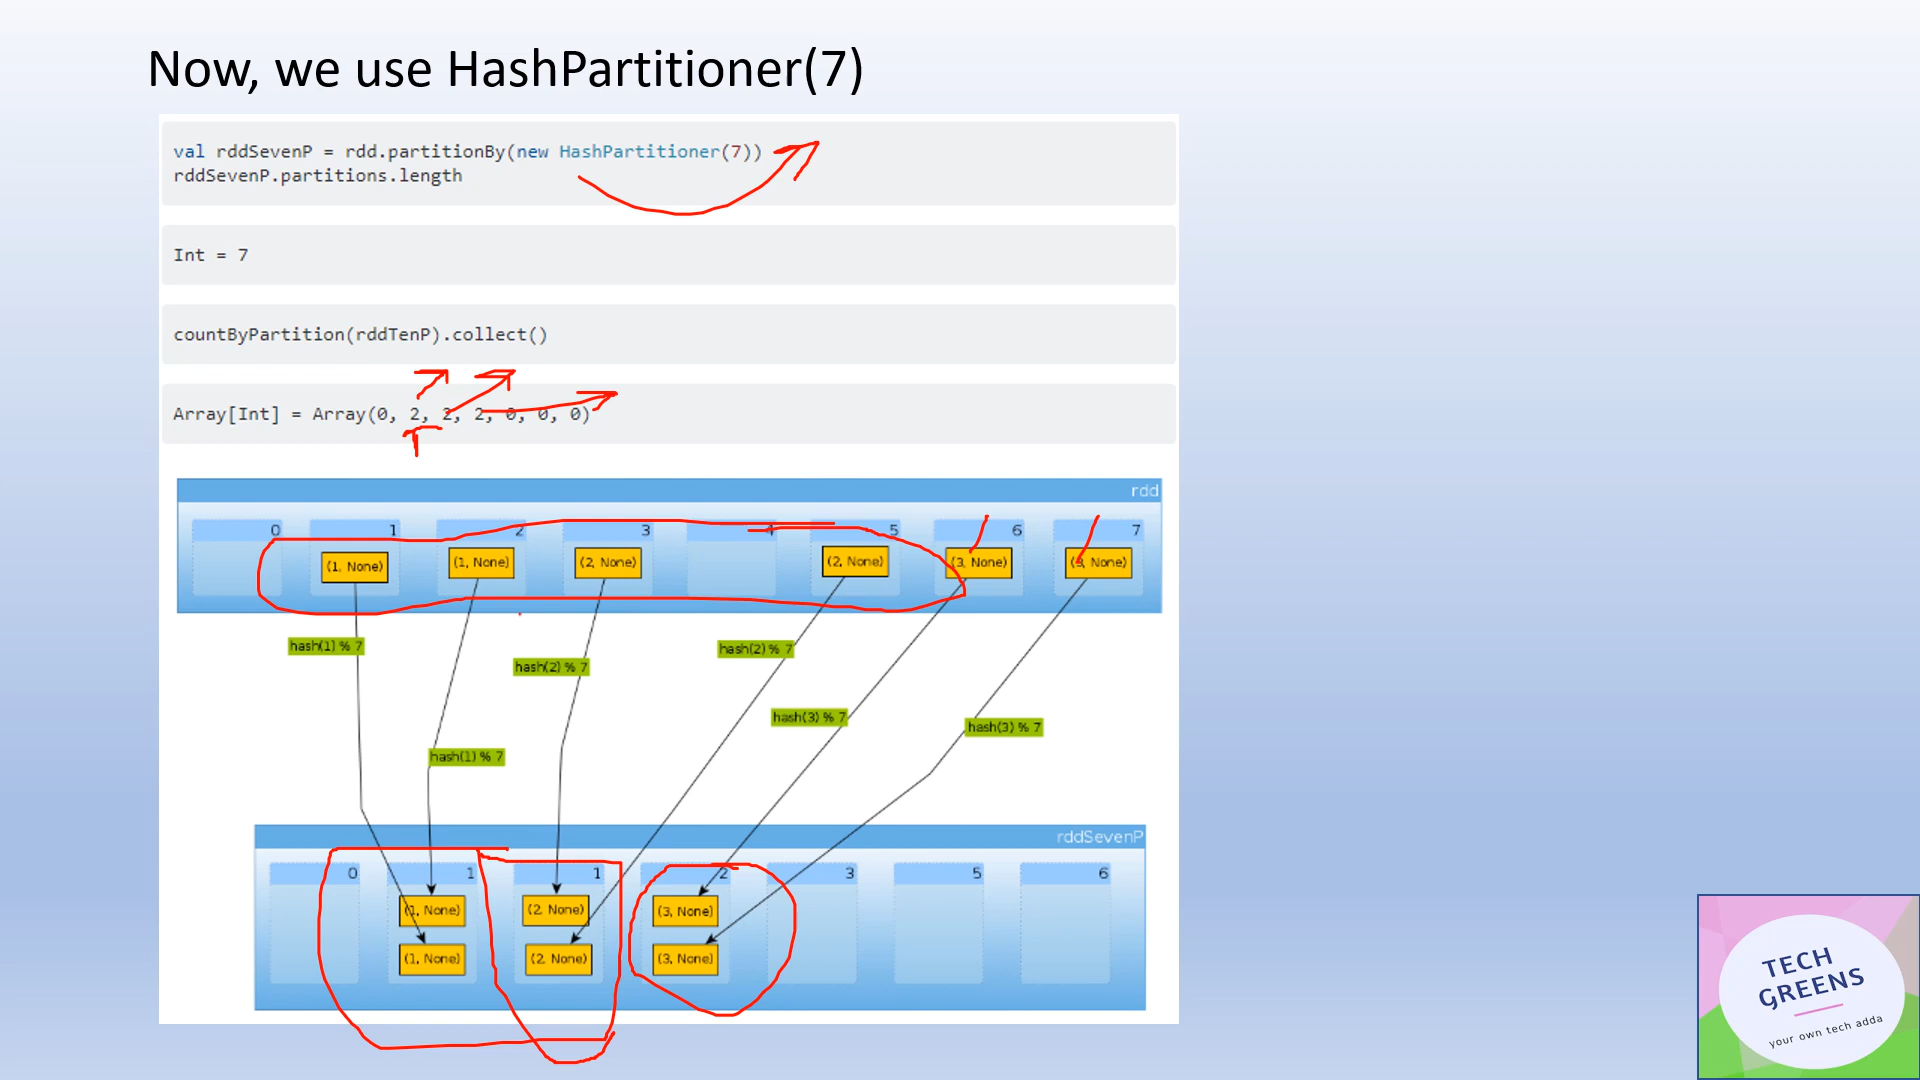 Now, we use HashPartitioner(7)
val rddSevenP = rdd.partitionBy(new HashPartitioner(7))
rddSevenP.partitions.length
Int = 7
countByPartition(rddTenP).collect()
Array[Int] = Array(0, 2, 2, 2, 0, 0, 0)
rdd
0 1 2 3 4 5 6 7
(1, None) (1, None) (2, None) (2, None) (3, None) (3, None)
hash(1) % 7 hash(2) % 7 hash(2) % 7
hash(1) % 7 hash(3) % 7 hash(3) % 7
rddSevenP
0 1 1 2 3 5 6
(1, None) (2, None) (3, None)
(1, None) (2, None) (3, None)
TECH
GREENS
your own tech adda